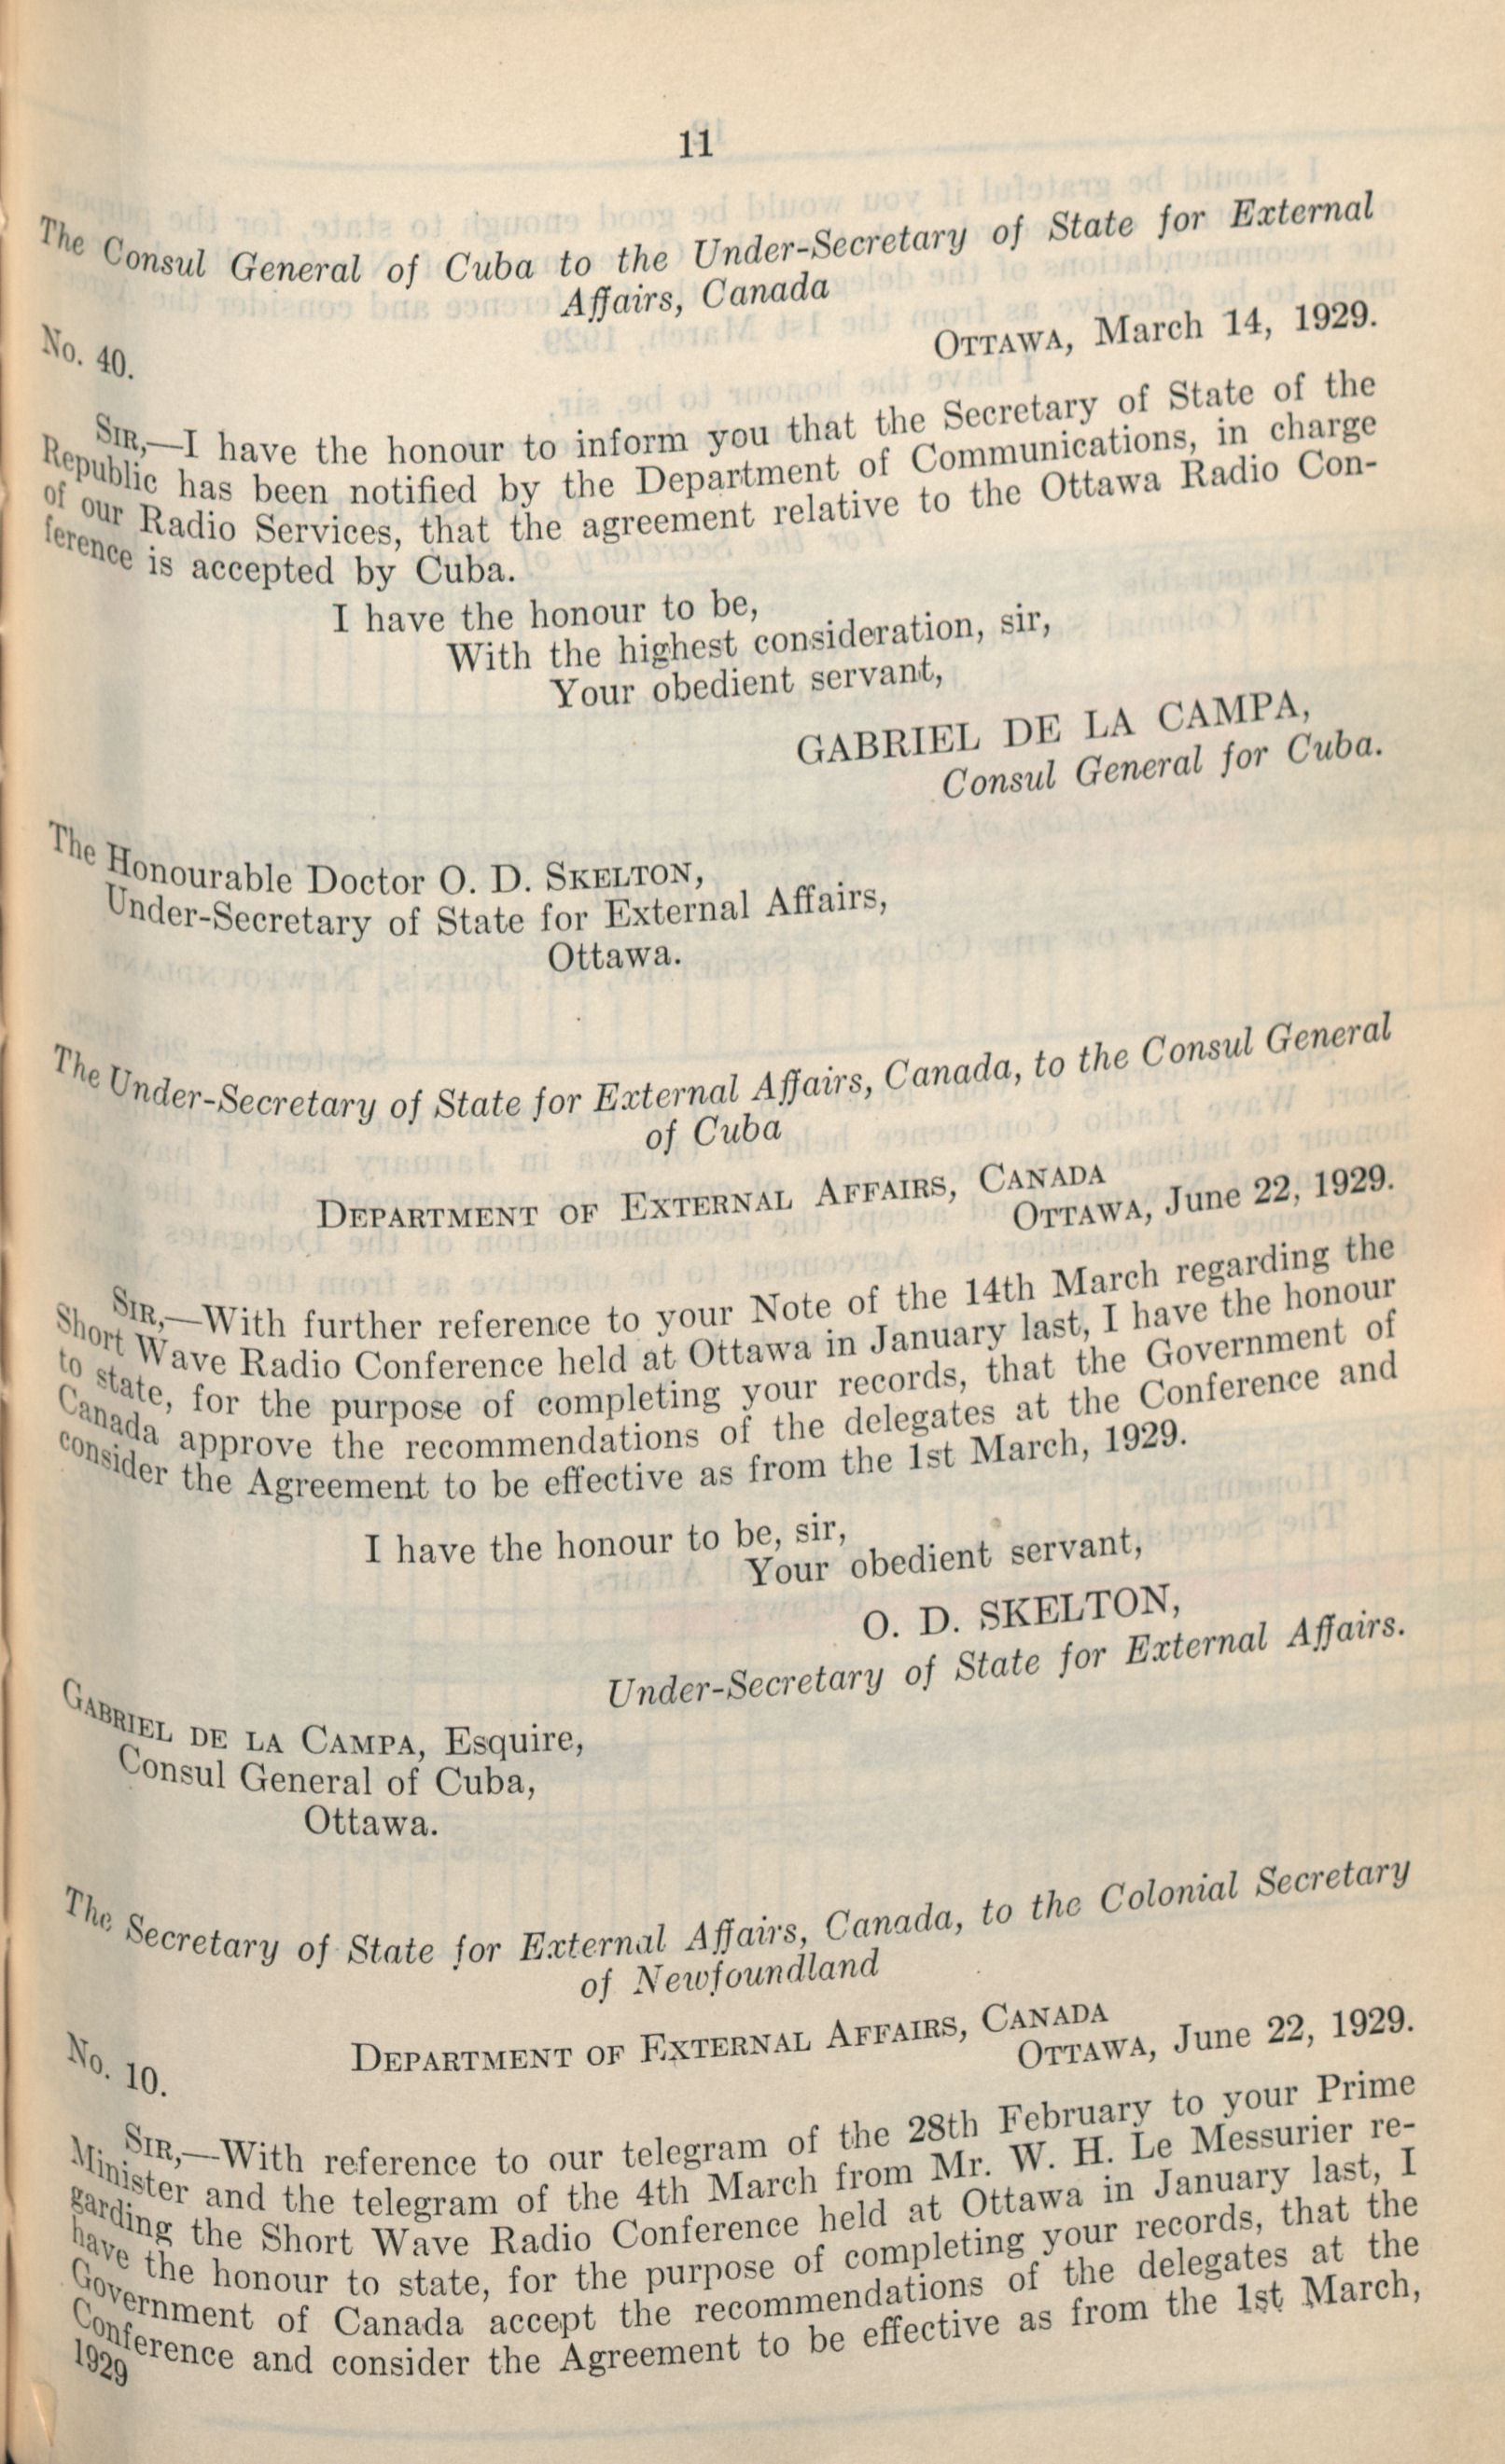 11
The Consul General of Cuba to the Under-Secretary of State for External
Affairs, Canada
OTTAWA, March 14, 1929.
No. 40.
SIR,—I have the honour to inform you that the Secretary of State of the
Republic has been notified by the Department of Communications, in charge
of our Radio Services, that the agreement relative to the Ottawa Radio Con-
ference is accepted by Cuba.
I have the honour to be,
With the highest consideration, sir,
Your obedient servant,
GABRIEL DE LA CAMPA,
Consul General for Cuba.
The Honourable Doctor O. D. SKELTON,
Under-Secretary of State for External Affairs,
Ottawa.
The Under-Secretary of State for External Affairs, Canada, to the Consul General
of Cuba
DEPARTMENT OF EXTERNAL AFFAIRS, CANADA
OTTAWA, June 22, 1929.
SIR,—With further reference to your Note of the 14th March regarding the
Short Wave Radio Conference held at Ottawa in January last, I have the honour
to state, for the purpose of completing your records, that the Government of
Canada approve the recommendations of the delegates at the Conference and
consider the Agreement to be effective as from the 1st March, 1929.
I have the honour to be, sir,
Your obedient servant,
O. D. SKELTON,
Under-Secretary of State for External Affairs.
GABRIEL DE LA CAMPA, Esquire,
Consul General of Cuba,
Ottawa.
The Secretary of State for External Affairs, Canada, to the Colonial Secretary
of Newfoundland
DEPARTMENT OF EXTERNAL AFFAIRS, CANADA
OTTAWA, June 22, 1929.
No. 10.
SIR,—With reference to our telegram of the 28th February to your Prime
Minister and the telegram of the 4th March from Mr. W. H. Le Messurier re-
garding the Short Wave Radio Conference held at Ottawa in January last, I
have the honour to state, for the purpose of completing your records, that the
Government of Canada accept the recommendations of the delegates at the
Conference and consider the Agreement to be effective as from the 1st March,
1929